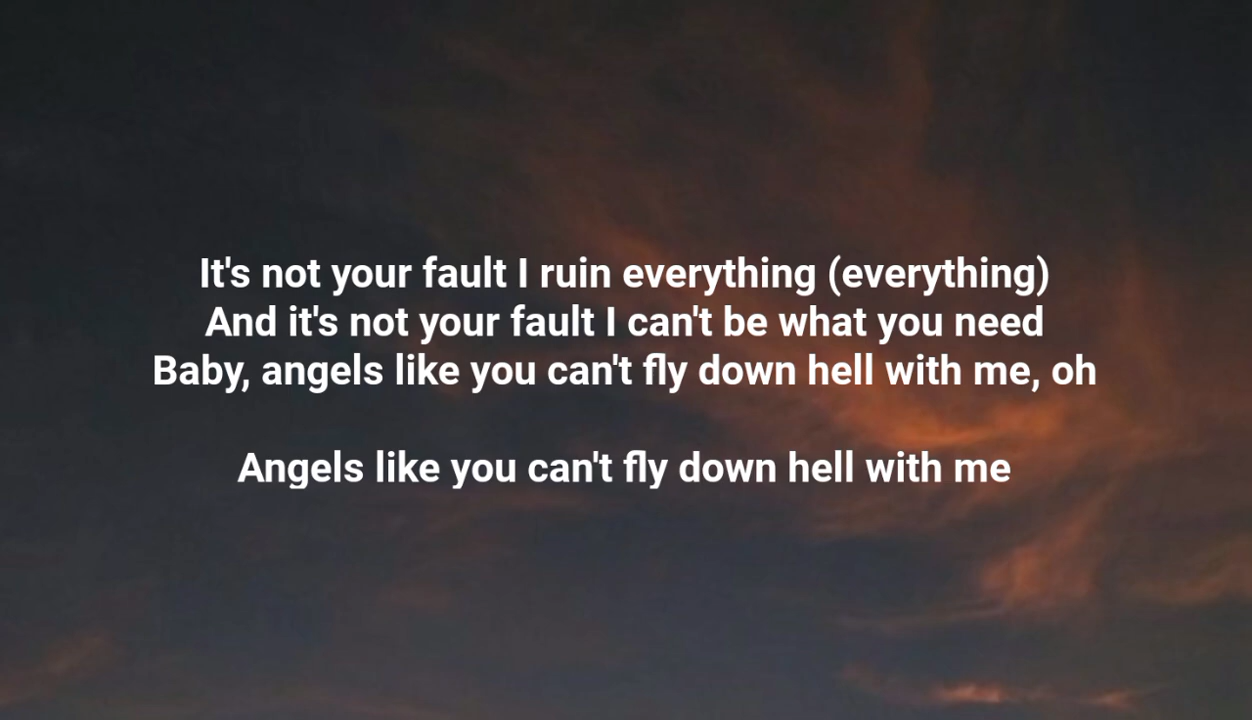 It's not your fault I ruin everything (everything)
And it's not your fault I can't be what you need
Baby, angels like you can't fly down hell with me, oh
Angels like you can't fly down hell with me